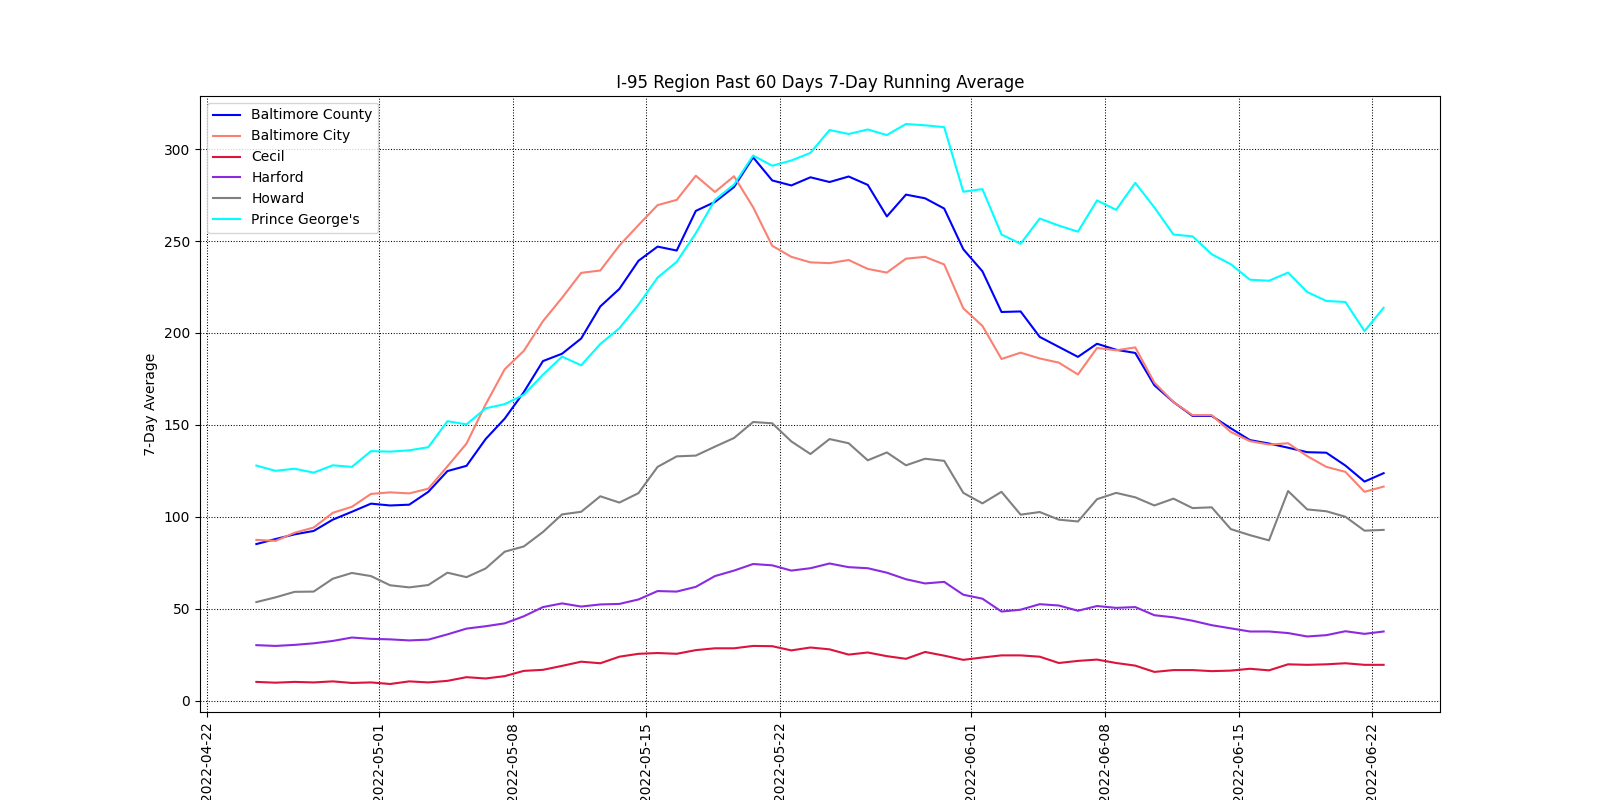 I-95 Region Past 60 Days 7-Day Running Average
Baltimore County
Baltimore City
Cecil
Harford
Howard
Prince George's
7-Day Average
300
250
200
150
100
50
0
2022-04-22
2022-05-01
2022-05-08
2022-05-15
2022-05-22
2022-06-01
2022-06-08
2022-06-15
2022-06-22